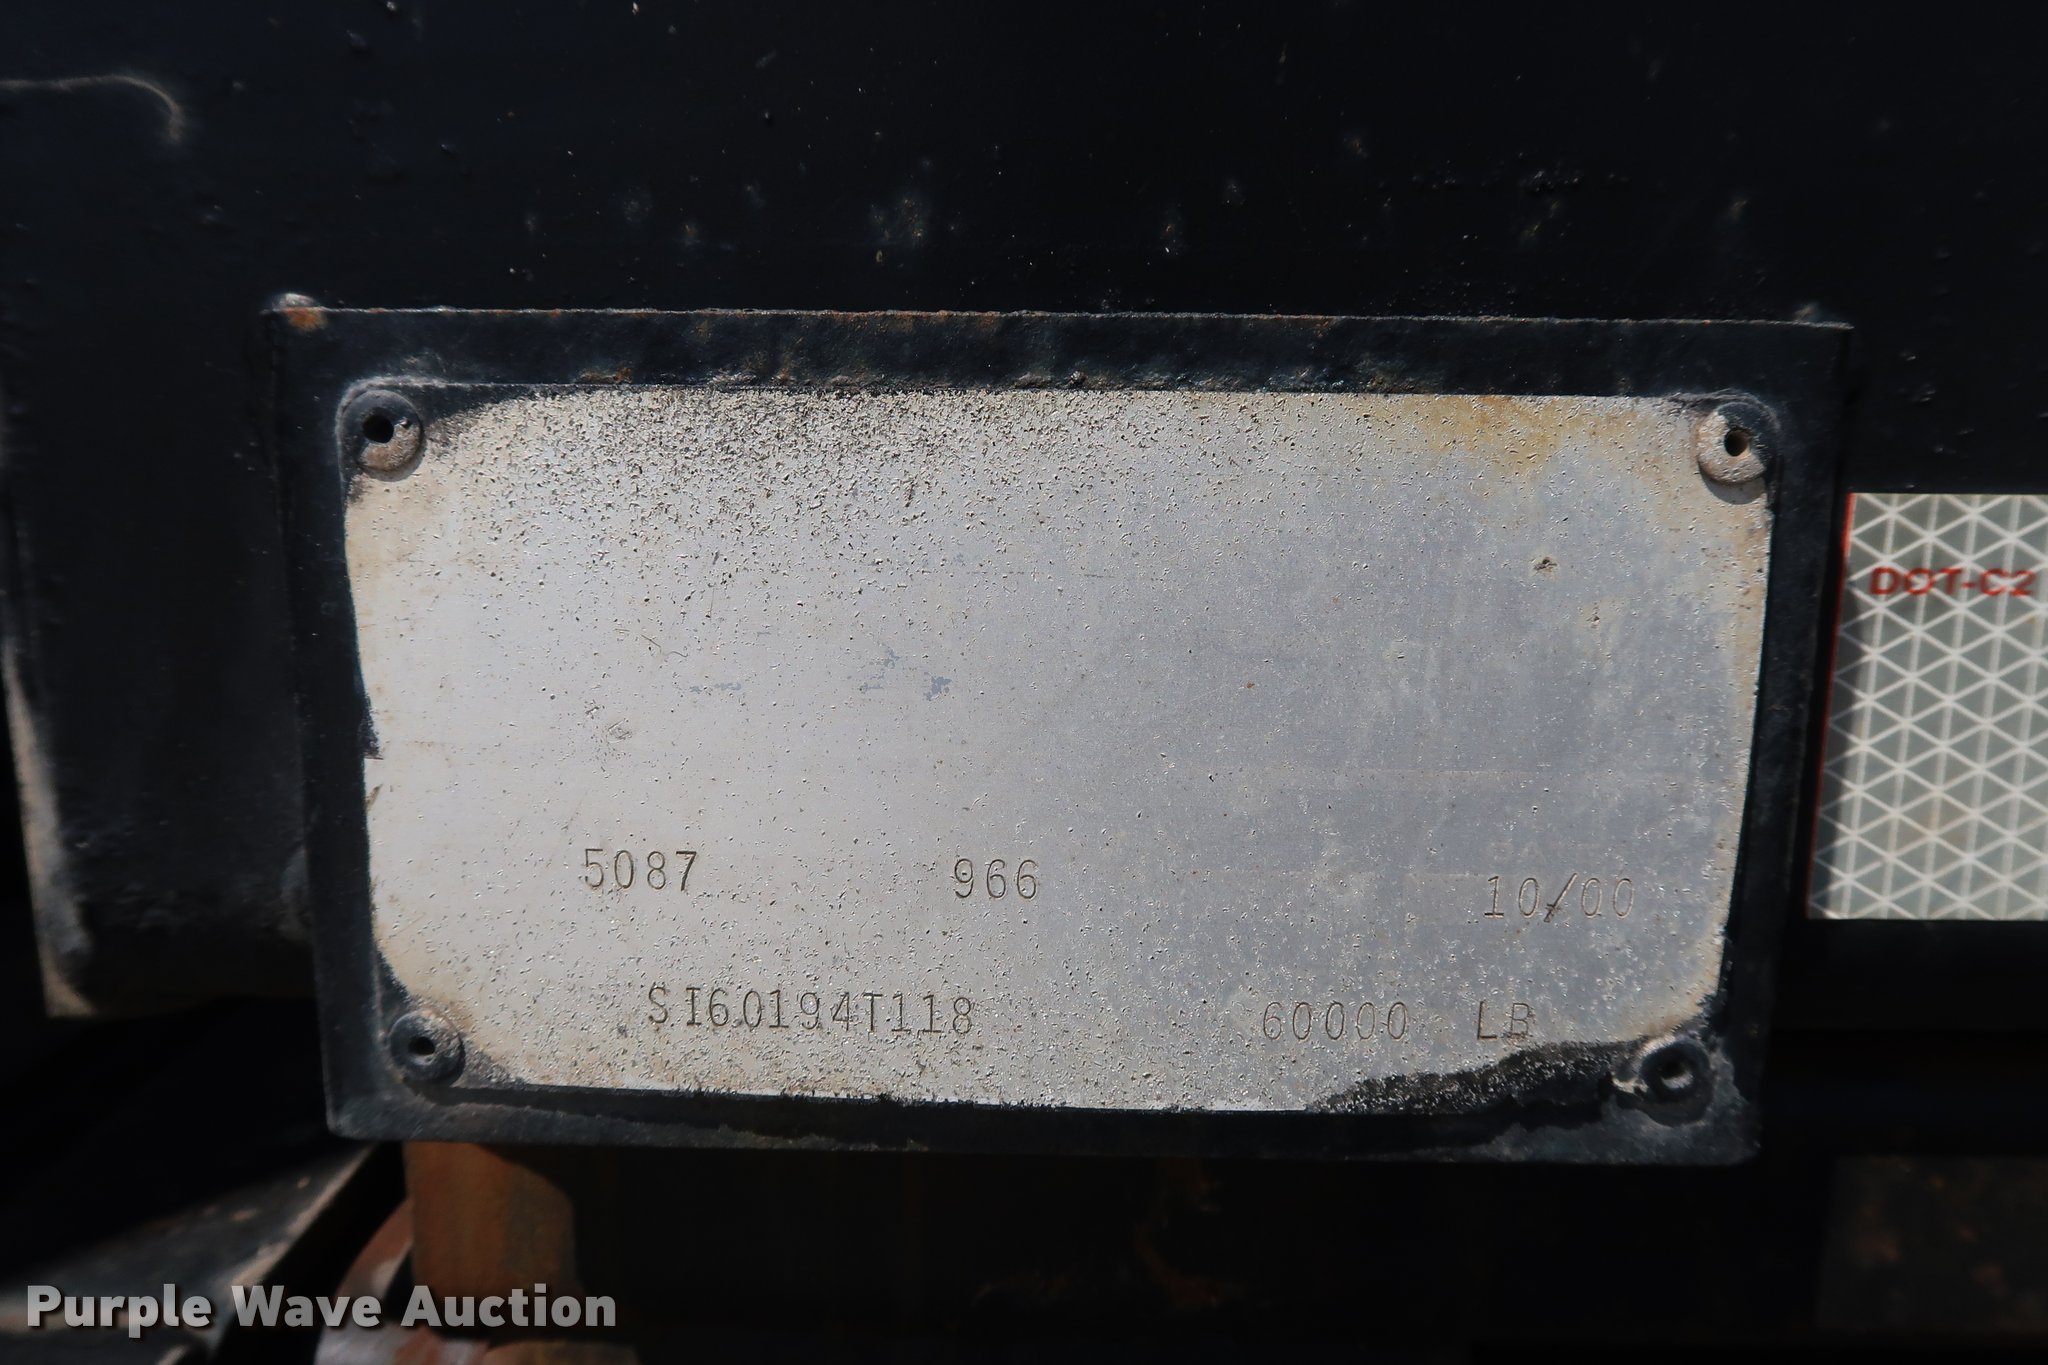 DOT-C2
5087 966 10/00
SI60194T118 60000 LB
Purple Wave Auction